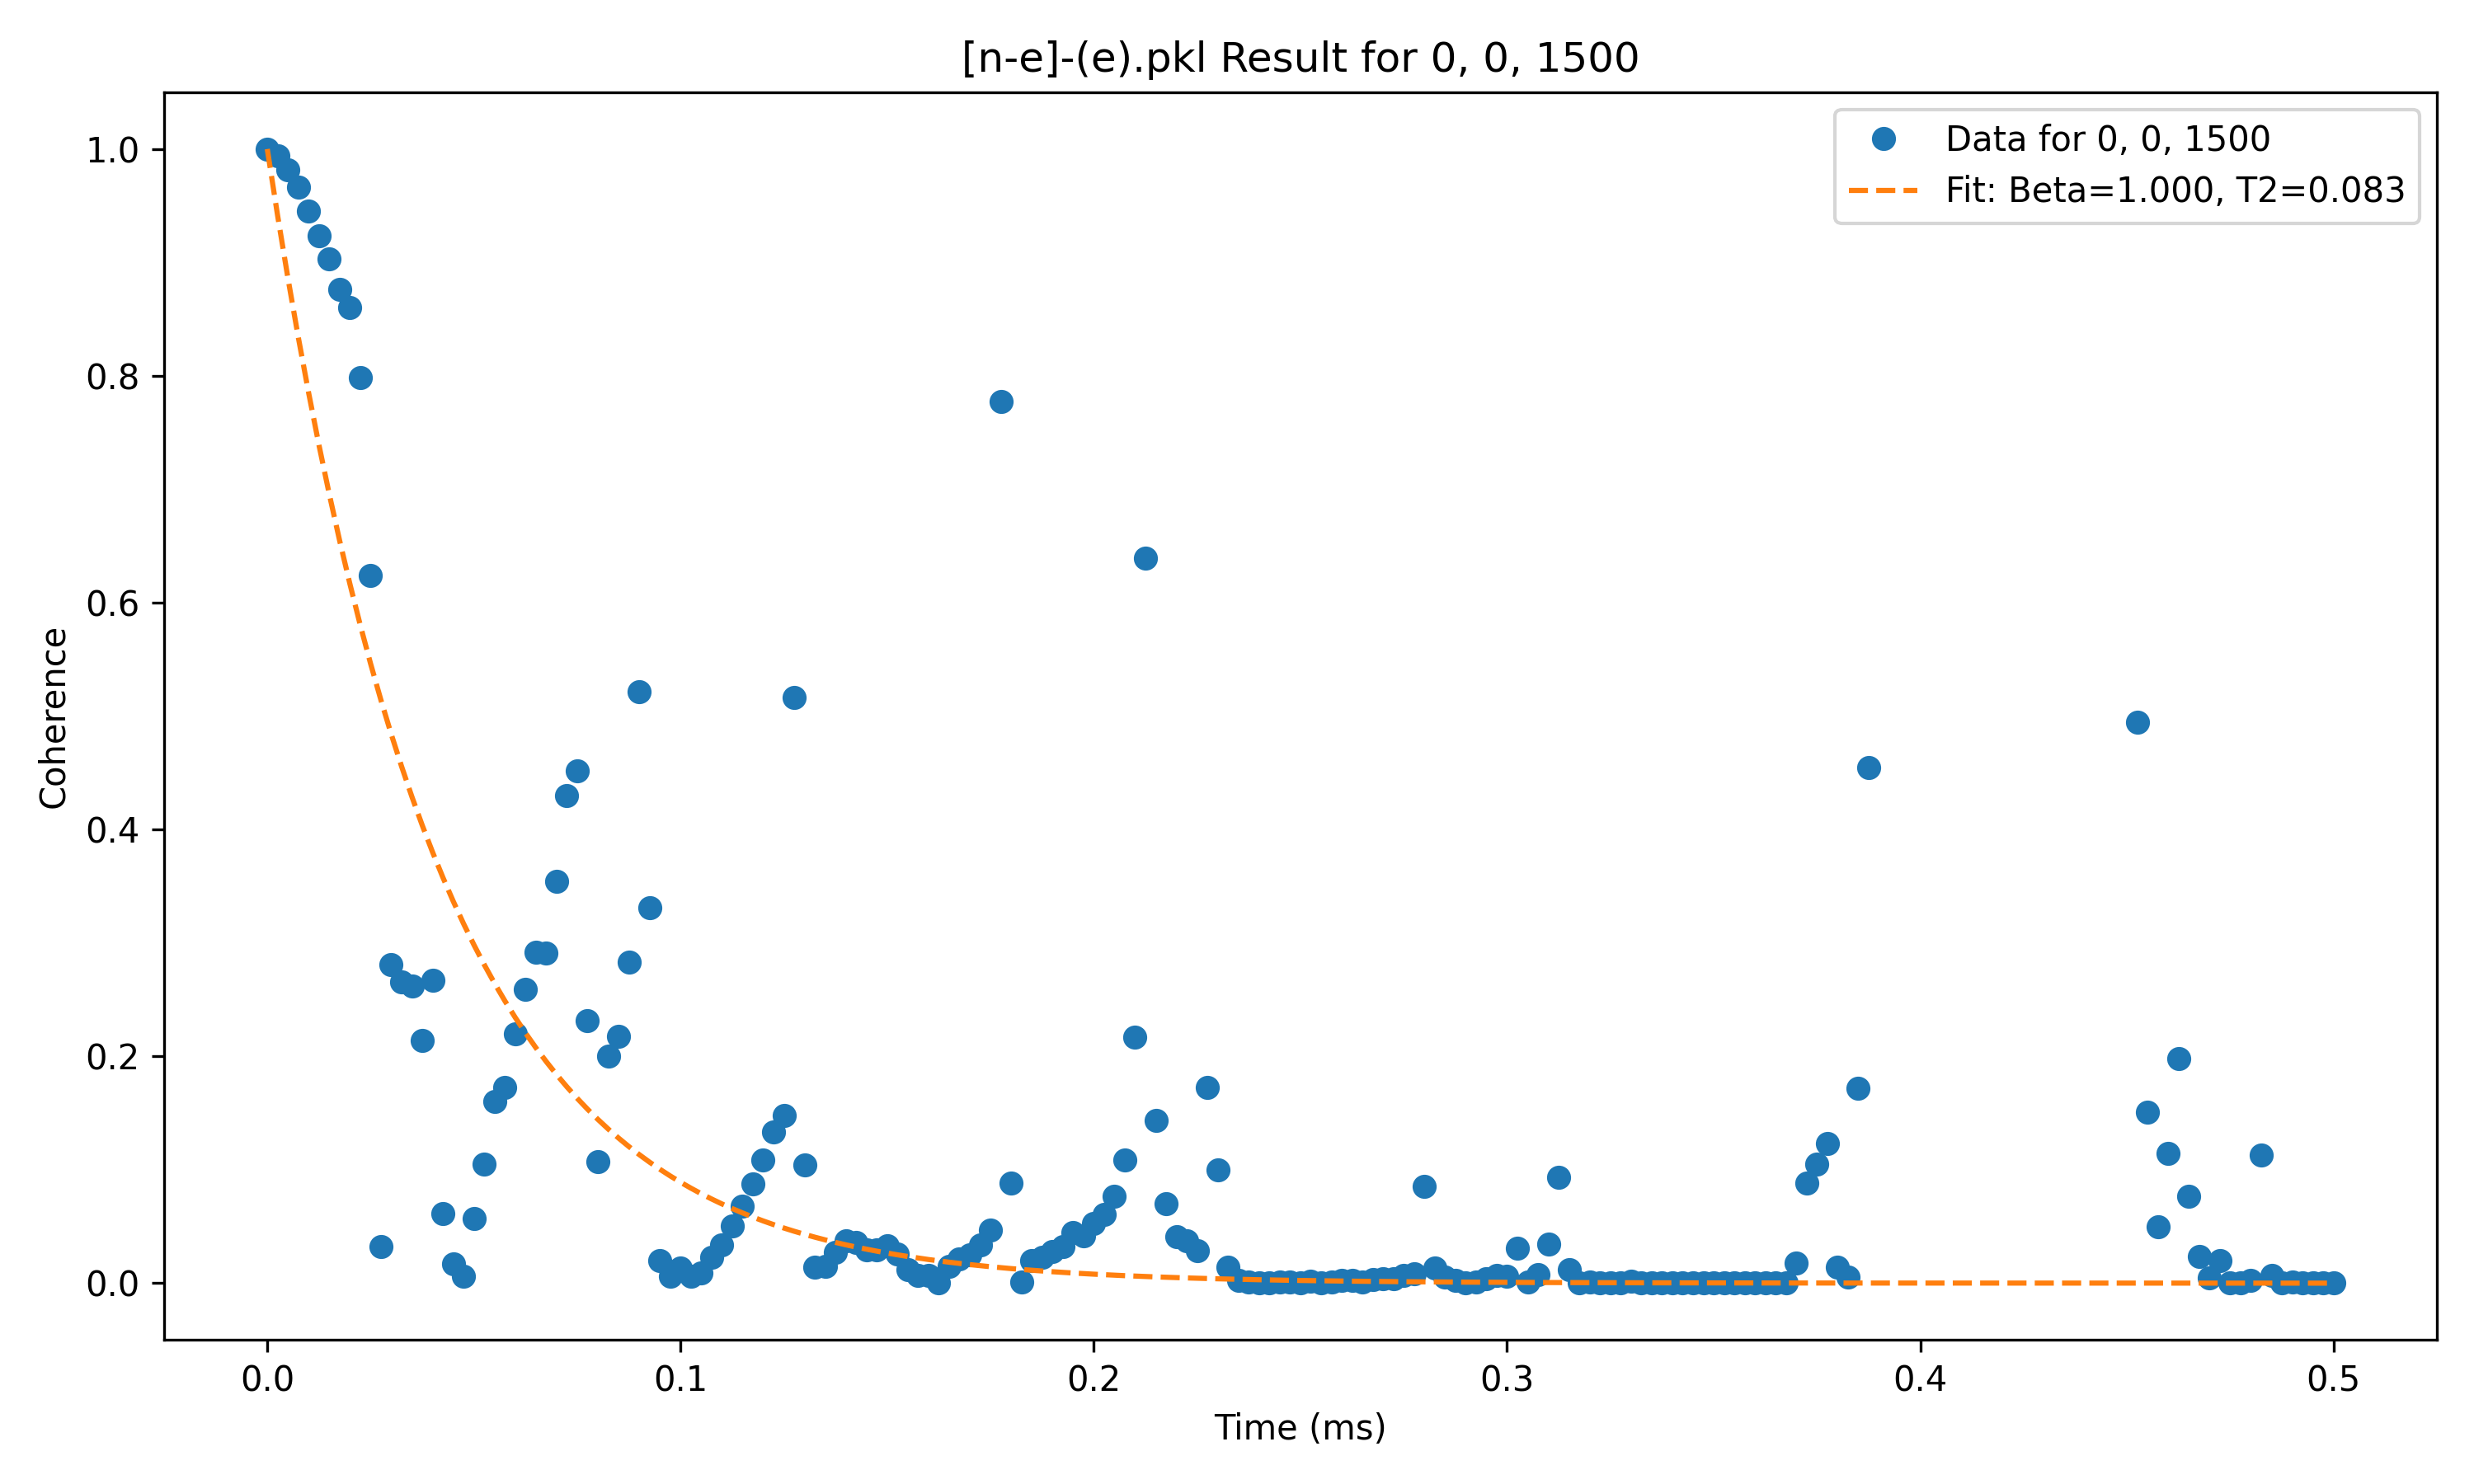 [n-e]-(e).pkl Result for 0, 0, 1500
Data for 0, 0, 1500
Fit: Beta=1.000, T2=0.083
Coherence
1.0
0.8
0.6
0.4
0.2
0.0
0.0 0.1 0.2 0.3 0.4 0.5
Time (ms)